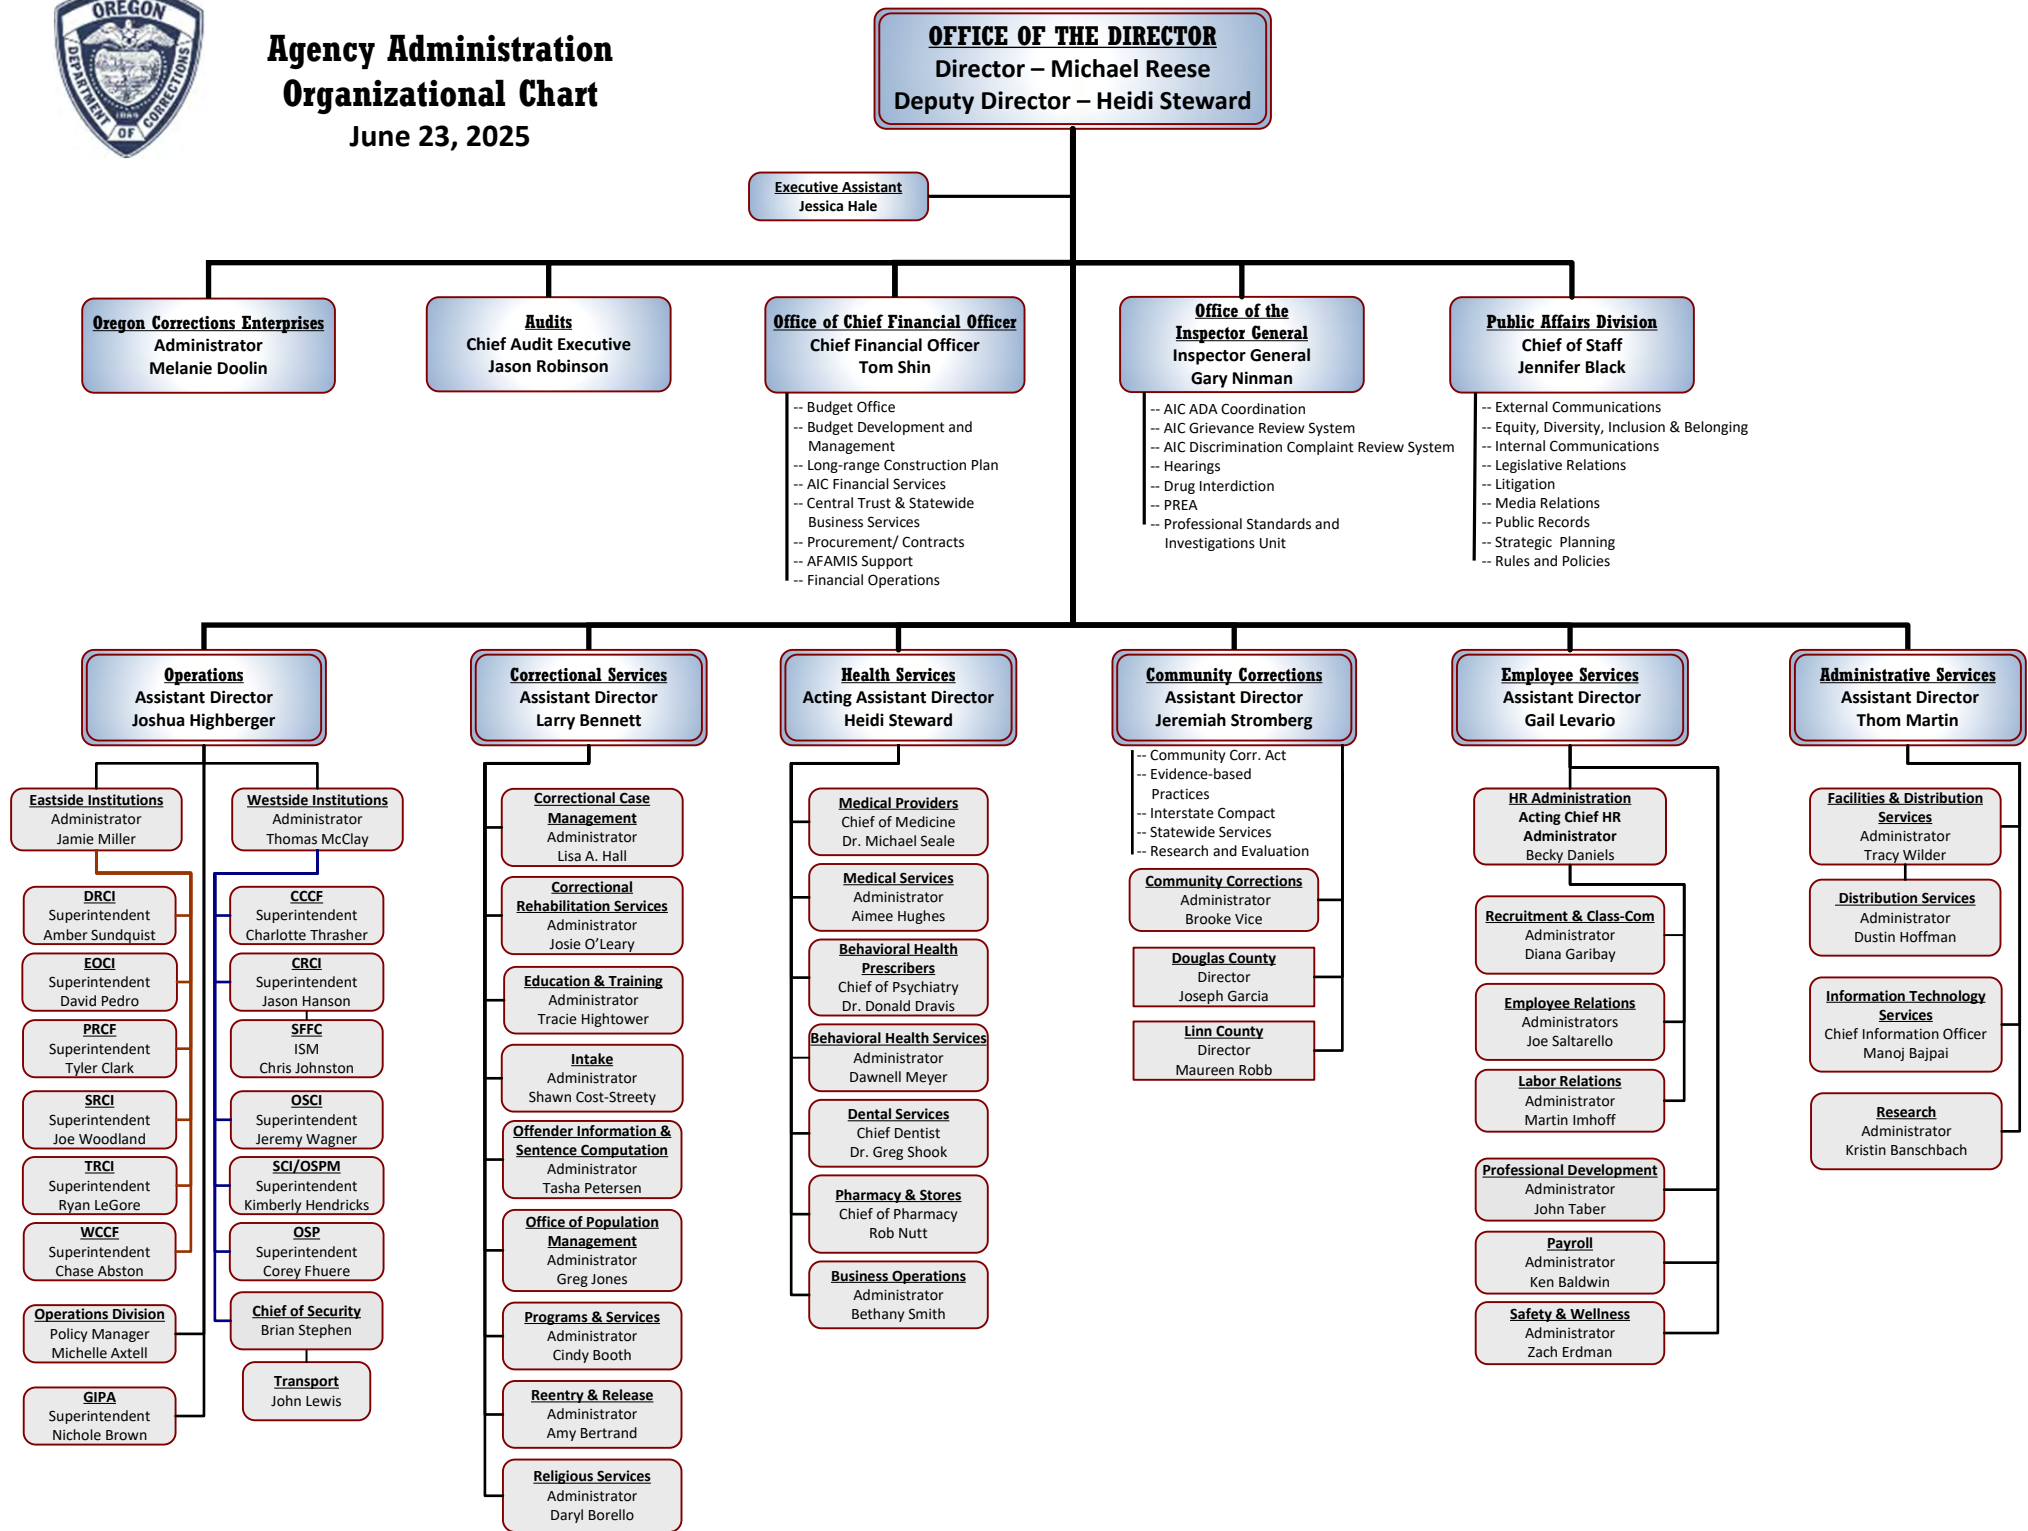 OREGON
DEPARTMENT
OF
CORRECTIONS
1869
Agency Administration
Organizational Chart
June 23, 2025
OFFICE OF THE DIRECTOR
Director – Michael Reese
Deputy Director – Heidi Steward
Executive Assistant
Jessica Hale
Oregon Corrections Enterprises
Administrator
Melanie Doolin
Audits
Chief Audit Executive
Jason Robinson
Office of Chief Financial Officer
Chief Financial Officer
Tom Shin
-- Budget Office
-- Budget Development and
Management
-- Long-range Construction Plan
-- AIC Financial Services
-- Central Trust & Statewide
Business Services
-- Procurement/ Contracts
-- AFAMIS Support
-- Financial Operations
Office of the
Inspector General
Inspector General
Gary Ninman
-- AIC ADA Coordination
-- AIC Grievance Review System
-- AIC Discrimination Complaint Review System
-- Hearings
-- Drug Interdiction
-- PREA
-- Professional Standards and
Investigations Unit
Public Affairs Division
Chief of Staff
Jennifer Black
-- External Communications
-- Equity, Diversity, Inclusion & Belonging
-- Internal Communications
-- Legislative Relations
-- Litigation
-- Media Relations
-- Public Records
-- Strategic  Planning
-- Rules and Policies
Operations
Assistant Director
Joshua Highberger
Eastside Institutions
Administrator
Jamie Miller
DRCI
Superintendent
Amber Sundquist
EOCI
Superintendent
David Pedro
PRCF
Superintendent
Tyler Clark
SRCI
Superintendent
Joe Woodland
TRCI
Superintendent
Ryan LeGore
WCCF
Superintendent
Chase Abston
Operations Division
Policy Manager
Michelle Axtell
GIPA
Superintendent
Nichole Brown
Westside Institutions
Administrator
Thomas McClay
CCCF
Superintendent
Charlotte Thrasher
CRCI
Superintendent
Jason Hanson
SFFC
ISM
Chris Johnston
OSCI
Superintendent
Jeremy Wagner
SCI/OSPM
Superintendent
Kimberly Hendricks
OSP
Superintendent
Corey Fhuere
Chief of Security
Brian Stephen
Transport
John Lewis
Correctional Services
Assistant Director
Larry Bennett
Correctional Case
Management
Administrator
Lisa A. Hall
Correctional
Rehabilitation Services
Administrator
Josie O'Leary
Education & Training
Administrator
Tracie Hightower
Intake
Administrator
Shawn Cost-Streety
Offender Information &
Sentence Computation
Administrator
Tasha Petersen
Office of Population
Management
Administrator
Greg Jones
Programs & Services
Administrator
Cindy Booth
Reentry & Release
Administrator
Amy Bertrand
Religious Services
Administrator
Daryl Borello
Health Services
Acting Assistant Director
Heidi Steward
Medical Providers
Chief of Medicine
Dr. Michael Seale
Medical Services
Administrator
Aimee Hughes
Behavioral Health
Prescribers
Chief of Psychiatry
Dr. Donald Dravis
Behavioral Health Services
Administrator
Dawnell Meyer
Dental Services
Chief Dentist
Dr. Greg Shook
Pharmacy & Stores
Chief of Pharmacy
Rob Nutt
Business Operations
Administrator
Bethany Smith
Community Corrections
Assistant Director
Jeremiah Stromberg
-- Community Corr. Act
-- Evidence-based
Practices
-- Interstate Compact
-- Statewide Services
-- Research and Evaluation
Community Corrections
Administrator
Brooke Vice
Douglas County
Director
Joseph Garcia
Linn County
Director
Maureen Robb
Employee Services
Assistant Director
Gail Levario
HR Administration
Acting Chief HR
Administrator
Becky Daniels
Recruitment & Class-Com
Administrator
Diana Garibay
Employee Relations
Administrators
Joe Saltarello
Labor Relations
Administrator
Martin Imhoff
Professional Development
Administrator
John Taber
Payroll
Administrator
Ken Baldwin
Safety & Wellness
Administrator
Zach Erdman
Administrative Services
Assistant Director
Thom Martin
Facilities & Distribution
Services
Administrator
Tracy Wilder
Distribution Services
Administrator
Dustin Hoffman
Information Technology
Services
Chief Information Officer
Manoj Bajpai
Research
Administrator
Kristin Banschbach